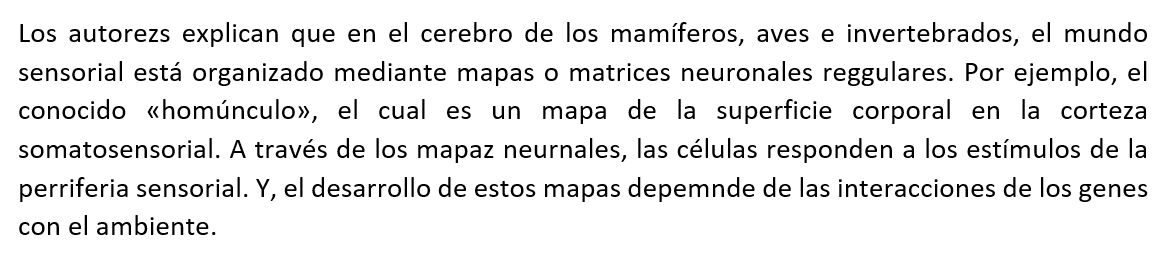 Los autorezs explican que en el cerebro de los mamíferos, aves e invertebrados, el mundo
sensorial está organizado mediante mapas o matrices neuronales reggulares. Por ejemplo, el
conocido «homúnculo», el cual es un mapa de la superficie corporal en la corteza
somatosensorial. A través de los mapaz neurnales, las células responden a los estímulos de la
perriferia sensorial. Y, el desarrollo de estos mapas depemnde de las interacciones de los genes
con el ambiente.